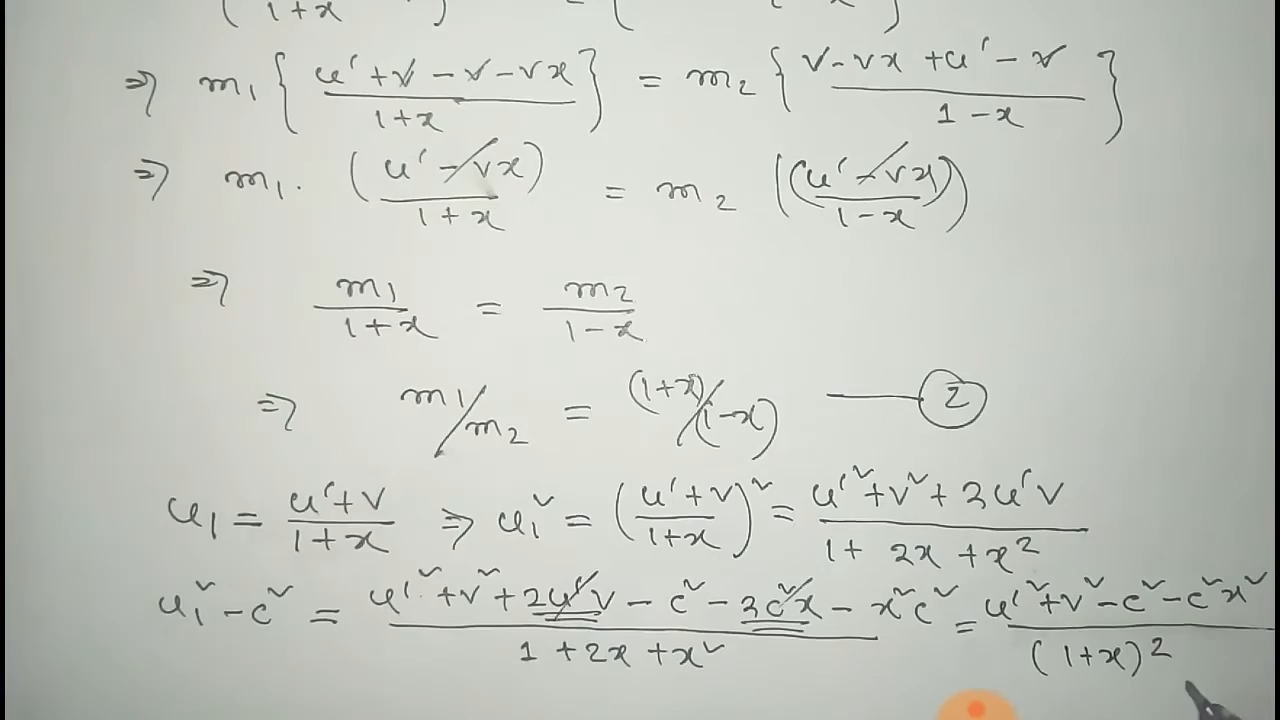 ( 1+x ) = ( x )
⇒ m₁ { u' + v - v - vx / 1+x } = m₂ { v - vx + u' - v / 1-x }
⇒ m₁ . (u' - vx) / 1+x = m₂ ((u' - vx) / 1-x)
⇒ m₁ / 1+x = m₂ / 1-x
⇒ m₁/m₂ = (1+x)/(1-x) —— ②
u₁ = u'+v / 1+x ⇒ u₁² = (u'+v / 1+x)² = u'² + v² + 2u'v / 1 + 2x + x²
u₁² - c² = u'² + v² + 2u'v - c² - 2c²x - x²c² / 1 + 2x + x² = u'² + v² - c² - c²x² / (1+x)²